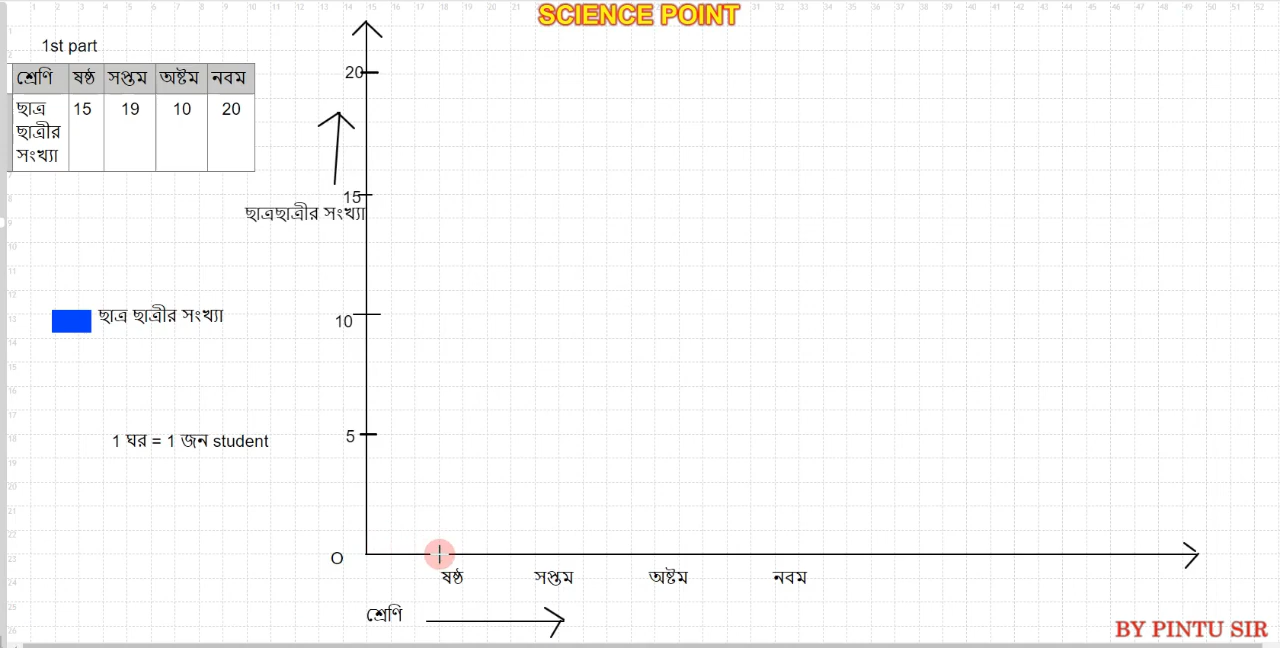 SCIENCE POINT
1st part
শ্রেণি ষষ্ঠ সপ্তম অষ্টম নবম
ছাত্র 15 19 10 20
ছাত্রীর
সংখ্যা
20
15
ছাত্রছাত্রীর সংখ্যা
ছাত্র ছাত্রীর সংখ্যা
10
1 ঘর = 1 জন student
5
O
ষষ্ঠ সপ্তম অষ্টম নবম
শ্রেণি
BY PINTU SIR